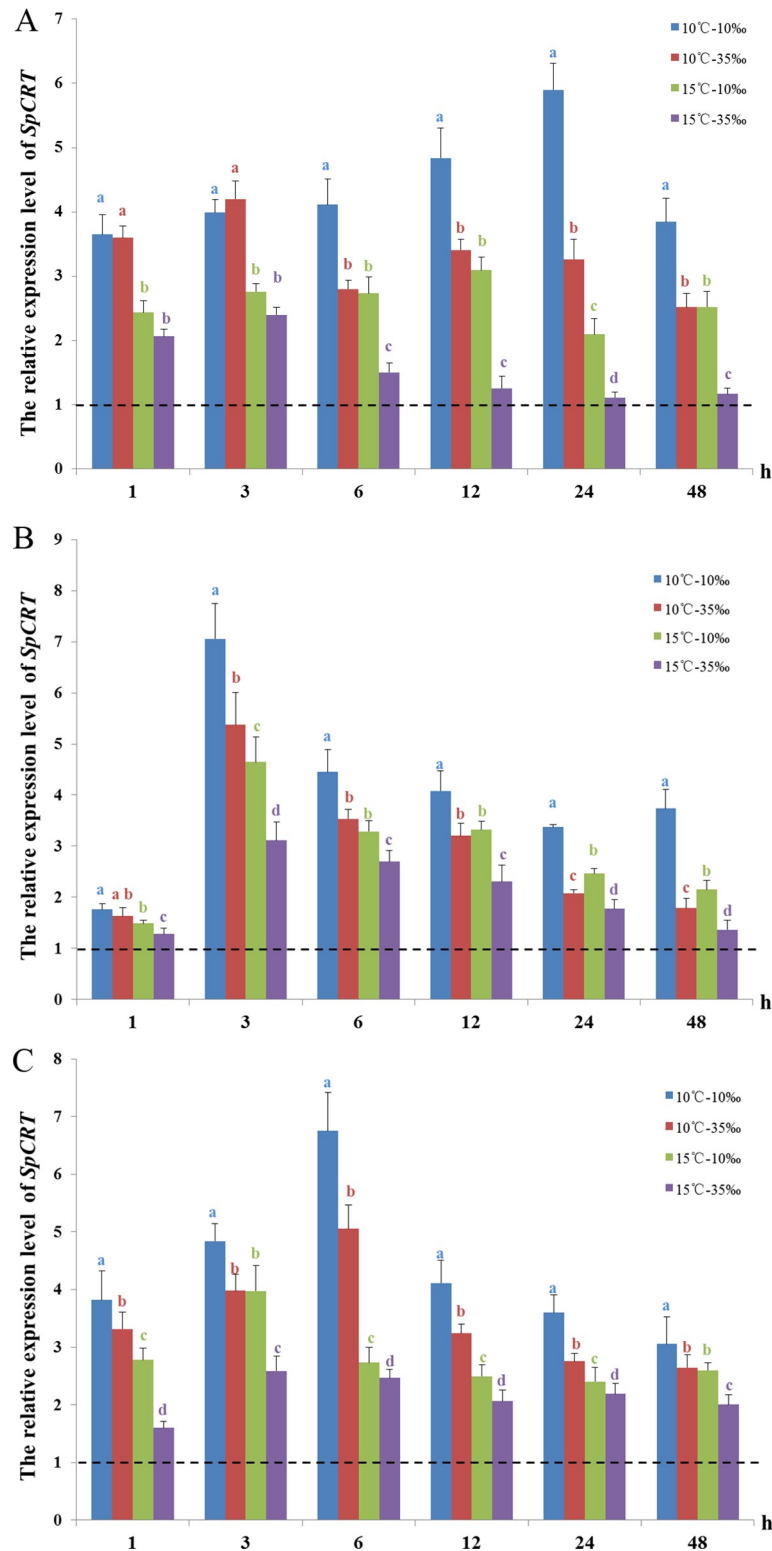 A
The relative expression level of SpCRT
7
6
5
4
3
2
1
0
10℃-10‰
10℃-35‰
15℃-10‰
15℃-35‰
a a b b
a a b b
a b b c
a b b c
a b c d
a b b c
1 3 6 12 24 48 h
B
The relative expression level of SpCRT
9
8
7
6
5
4
3
2
1
0
10℃-10‰
10℃-35‰
15℃-10‰
15℃-35‰
a a b b c
a b c d
a b b c
a b b c
a c b d
a c b d
1 3 6 12 24 48 h
C
The relative expression level of SpCRT
8
7
6
5
4
3
2
1
0
10℃-10‰
10℃-35‰
15℃-10‰
15℃-35‰
a b c d
a b b c
a b c d
a b c d
a b c d
a b b c
1 3 6 12 24 48 h